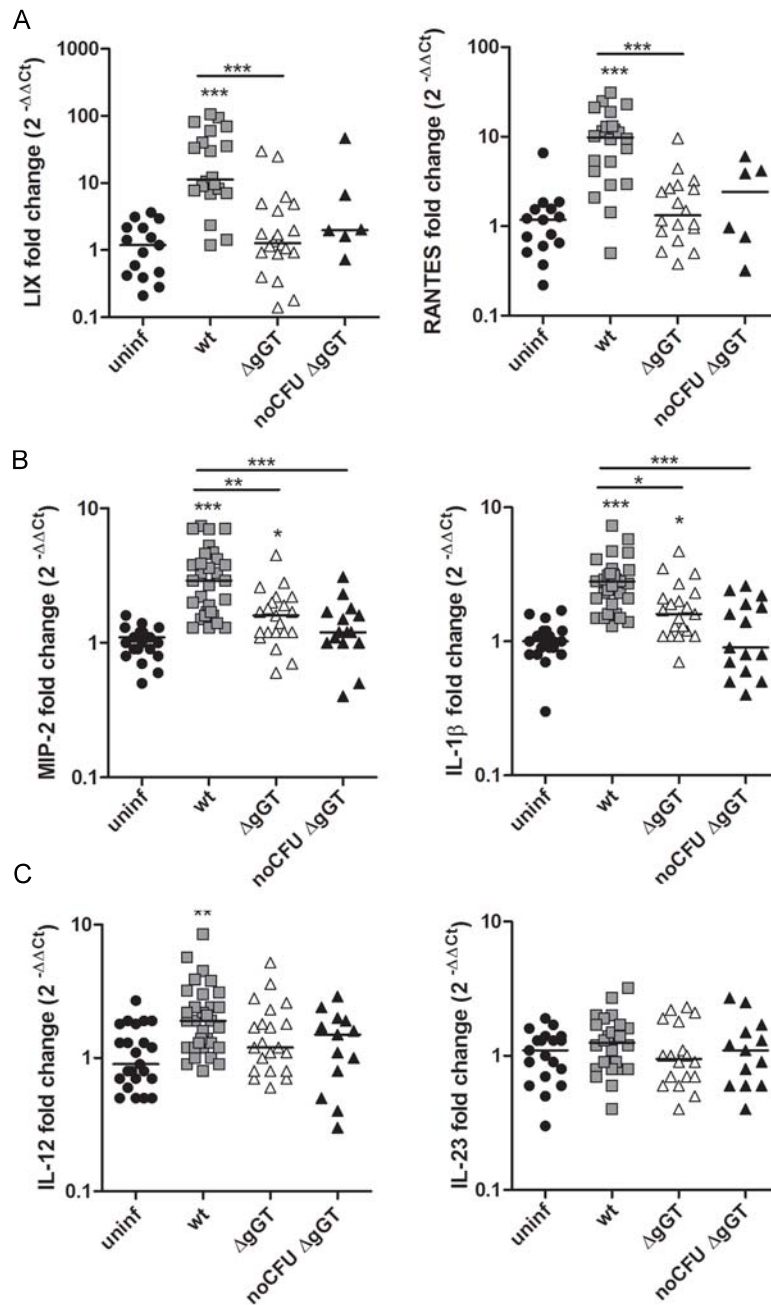 A
LIX fold change (2 -ΔΔCt)
1000
100
10
1
0.1
***
***
uninf
wt
ΔgGT
noCFU ΔgGT
RANTES fold change (2 -ΔΔCt)
100
10
1
0.1
***
***
uninf
wt
ΔgGT
noCFU ΔgGT
B
MIP-2 fold change (2 -ΔΔCt)
10
1
0.1
***
**
***
*
uninf
wt
ΔgGT
noCFU ΔgGT
IL-1β fold change (2 -ΔΔCt)
10
1
0.1
***
*
***
*
uninf
wt
ΔgGT
noCFU ΔgGT
C
IL-12 fold change (2 -ΔΔCt)
10
1
0.1
**
uninf
wt
ΔgGT
noCFU ΔgGT
IL-23 fold change (2 -ΔΔCt)
10
1
0.1
uninf
wt
ΔgGT
noCFU ΔgGT